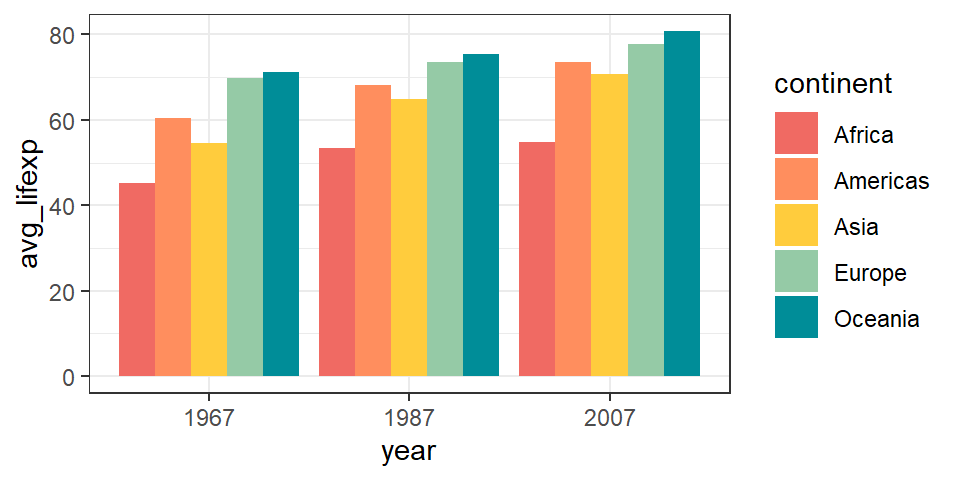 80
60
40
20
0
avg_lifexp
1967 1987 2007
year
continent
Africa
Americas
Asia
Europe
Oceania